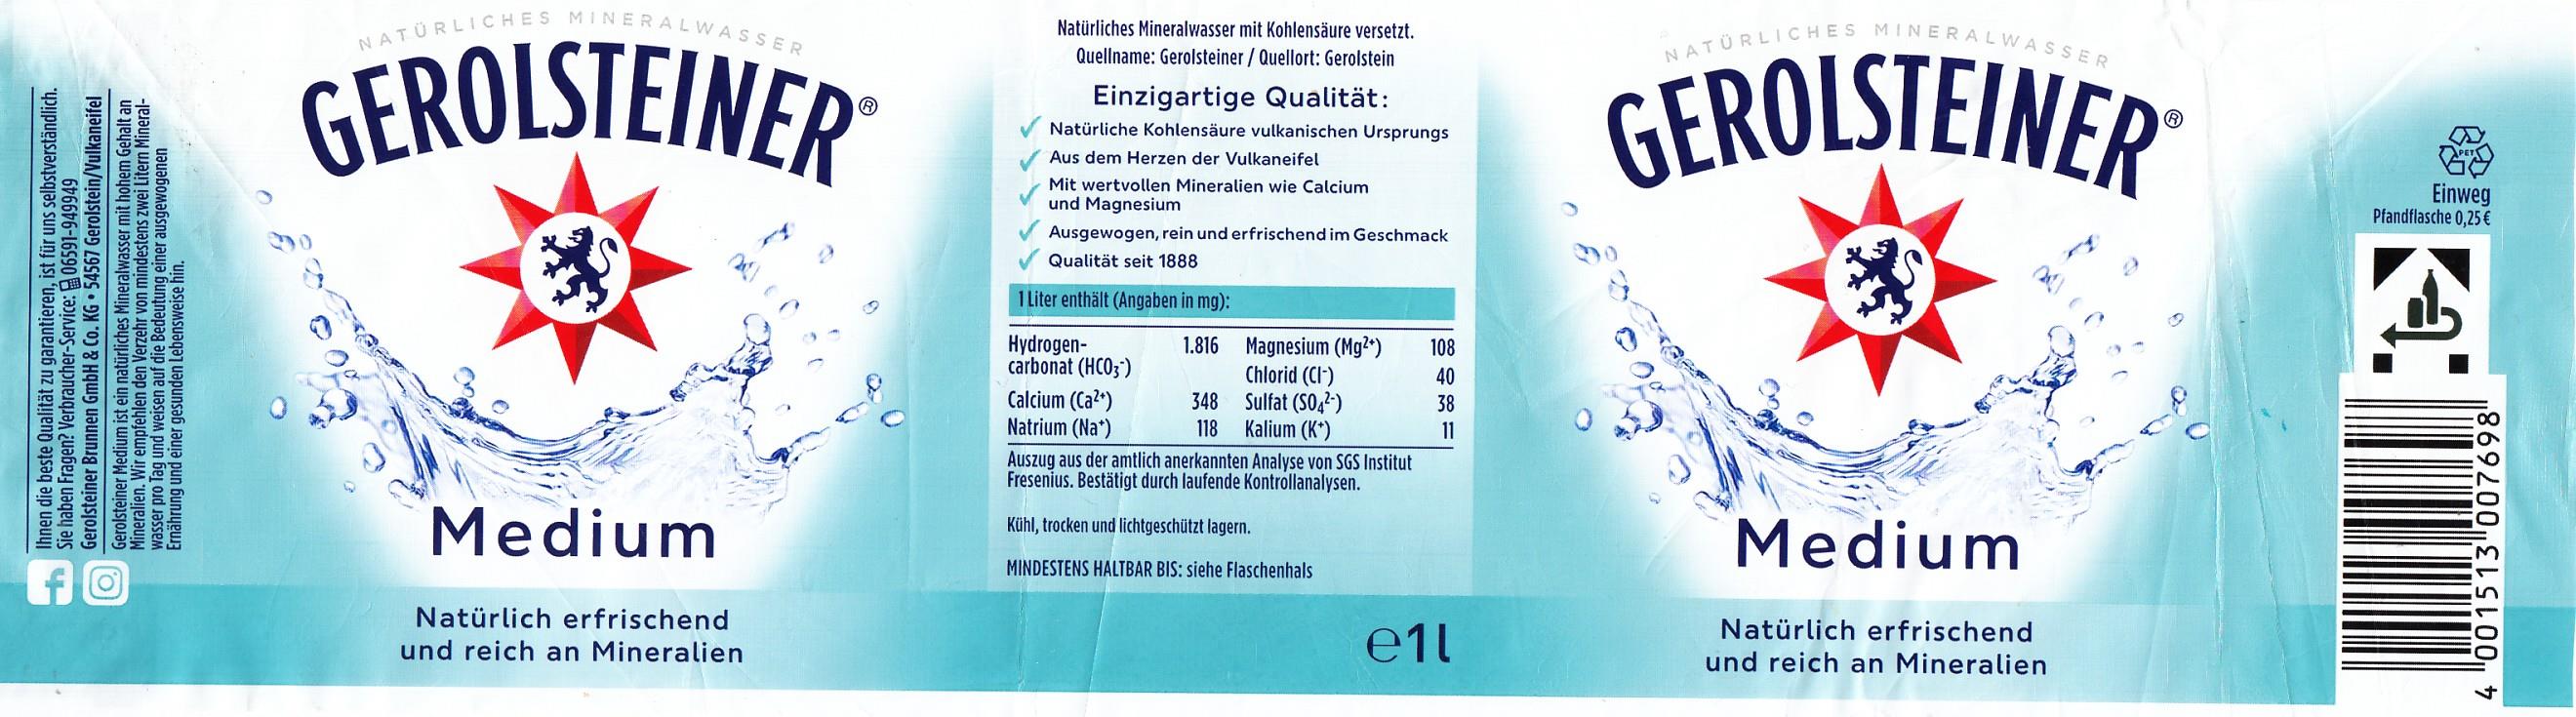 Ihnen die beste Qualität zu garantieren, ist für uns selbstverständlich.
Sie haben Fragen? Verbraucher-Service: 06591-949949
Gerolsteiner Brunnen GmbH & Co. KG • 54567 Gerolstein/Vulkaneifel
Gerolsteiner Medium ist ein natürliches Mineralwasser mit hohem Gehalt an
Mineralien. Wir empfehlen den Verzehr von mindestens zwei Litern Mineral-
wasser pro Tag und weisen auf die Bedeutung einer ausgewogenen
Ernährung und einer gesunden Lebensweise hin.
NATÜRLICHES MINERALWASSER
GEROLSTEINER®
Medium
Natürlich erfrischend
und reich an Mineralien
Natürliches Mineralwasser mit Kohlensäure versetzt.
Quellname: Gerolsteiner / Quellort: Gerolstein
Einzigartige Qualität:
✓ Natürliche Kohlensäure vulkanischen Ursprungs
✓ Aus dem Herzen der Vulkaneifel
✓ Mit wertvollen Mineralien wie Calcium
und Magnesium
✓ Ausgewogen, rein und erfrischend im Geschmack
✓ Qualität seit 1888
1 Liter enthält (Angaben in mg):
Hydrogen-
carbonat (HCO₃⁻) 1.816
Calcium (Ca²⁺) 348
Natrium (Na⁺) 118
Magnesium (Mg²⁺) 108
Chlorid (Cl⁻) 40
Sulfat (SO₄²⁻) 38
Kalium (K⁺) 11
Auszug aus der amtlich anerkannten Analyse von SGS Institut
Fresenius. Bestätigt durch laufende Kontrollanalysen.
Kühl, trocken und lichtgeschützt lagern.
MINDESTENS HALTBAR BIS: siehe Flaschenhals
℮1l
NATÜRLICHES MINERALWASSER
GEROLSTEINER®
Medium
Natürlich erfrischend
und reich an Mineralien
PET
Einweg
Pfandflasche 0,25 €
4 001513 007698